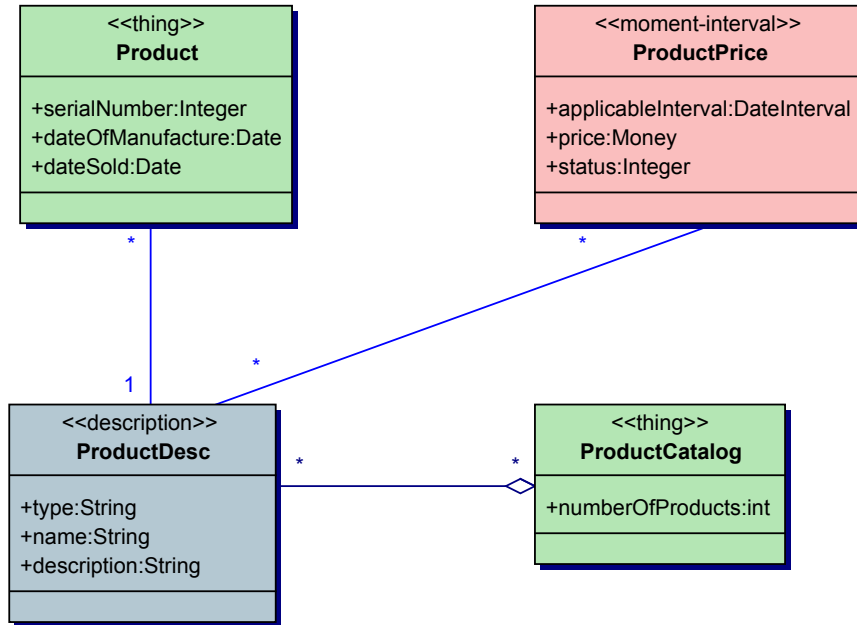 <<thing>>
Product
+serialNumber:Integer
+dateOfManufacture:Date
+dateSold:Date
<<moment-interval>>
ProductPrice
+applicableInterval:DateInterval
+price:Money
+status:Integer
*
*
*
1
<<description>>
ProductDesc
+type:String
+name:String
+description:String
*
*
<<thing>>
ProductCatalog
+numberOfProducts:int